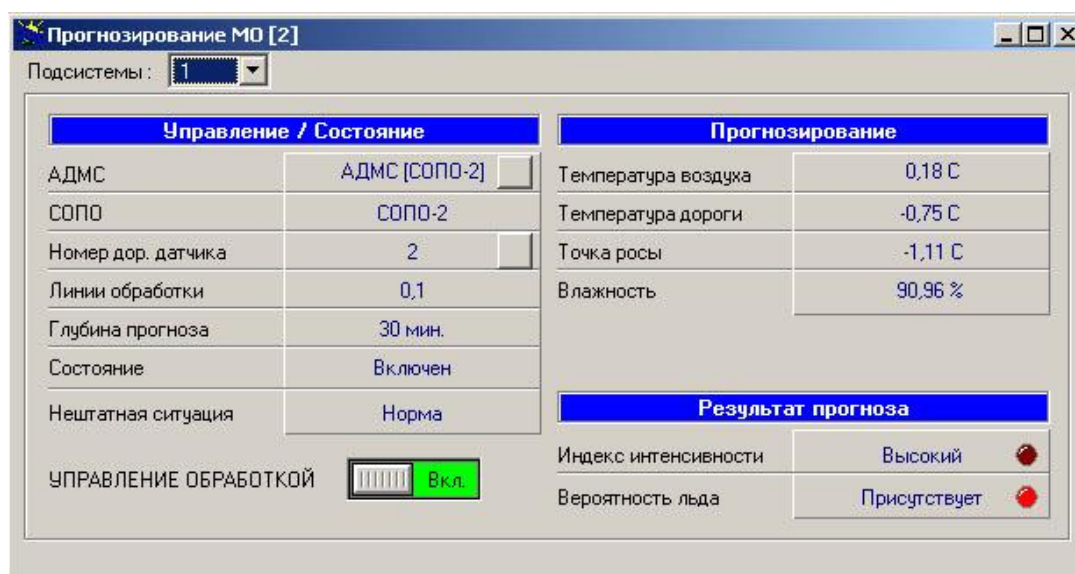 Прогнозирование МО [2]
Подсистемы : 1
Управление / Состояние
АДМС АДМС [СОПО-2]
СОПО СОПО-2
Номер дор. датчика 2
Линии обработки 0,1
Глубина прогноза 30 мин.
Состояние Включен
Нештатная ситуация Норма
УПРАВЛЕНИЕ ОБРАБОТКОЙ Вкл.
Прогнозирование
Температура воздуха 0,18 С
Температура дороги -0,75 С
Точка росы -1,11 С
Влажность 90,96 %
Результат прогноза
Индекс интенсивности Высокий
Вероятность льда Присутствует